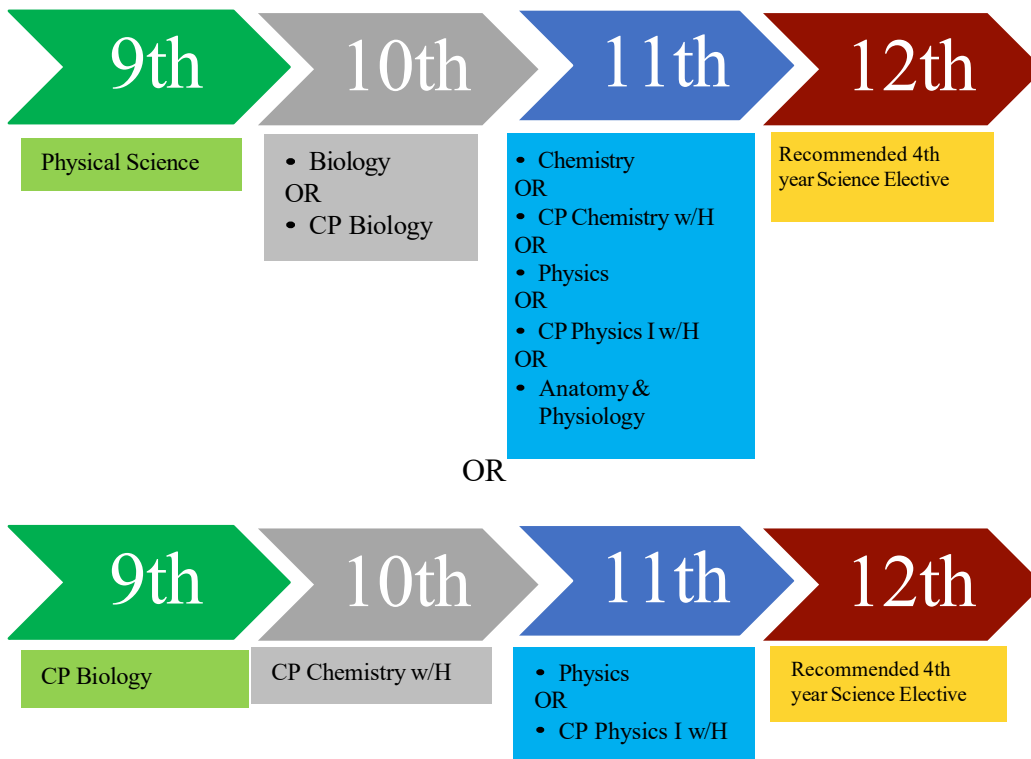 9th
10th
11th
12th
Physical Science
• Biology
OR
• CP Biology
• Chemistry
OR
• CP Chemistry w/H
OR
• Physics
OR
• CP Physics I w/H
OR
• Anatomy &
Physiology
Recommended 4th
year Science Elective
OR
9th
10th
11th
12th
CP Biology
CP Chemistry w/H
• Physics
OR
• CP Physics I w/H
Recommended 4th
year Science Elective